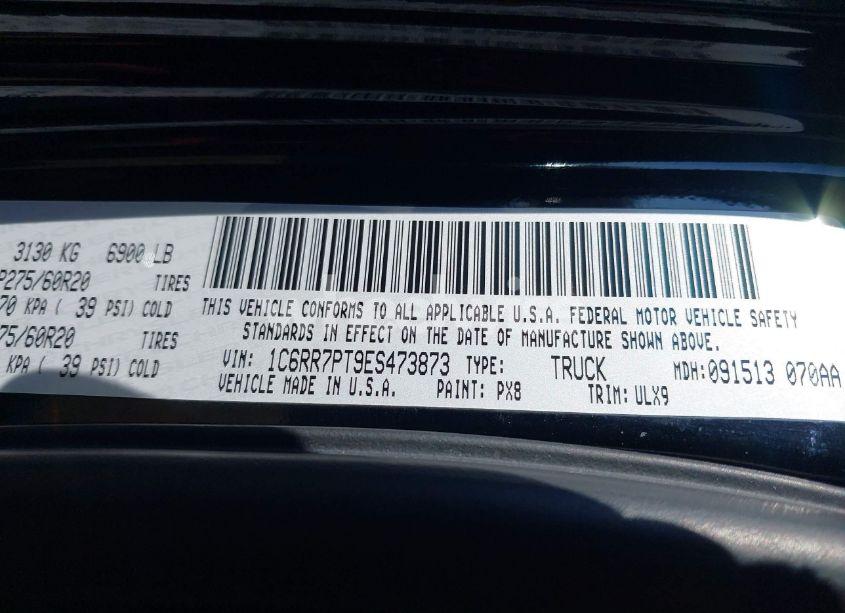 3130 KG 6900 LB
P275/60R20 TIRES
70 KPA ( 39 PSI) COLD
75/60R20 TIRES
KPA ( 39 PSI) COLD
THIS VEHICLE CONFORMS TO ALL APPLICABLE U.S.A. FEDERAL MOTOR VEHICLE SAFETY
STANDARDS IN EFFECT ON THE DATE OF MANUFACTURE SHOWN ABOVE.
VIN: 1C6RR7PT9ES473873 TYPE: TRUCK MDH:091513 070AA
VEHICLE MADE IN U.S.A. PAINT: PX8 TRIM:ULX9